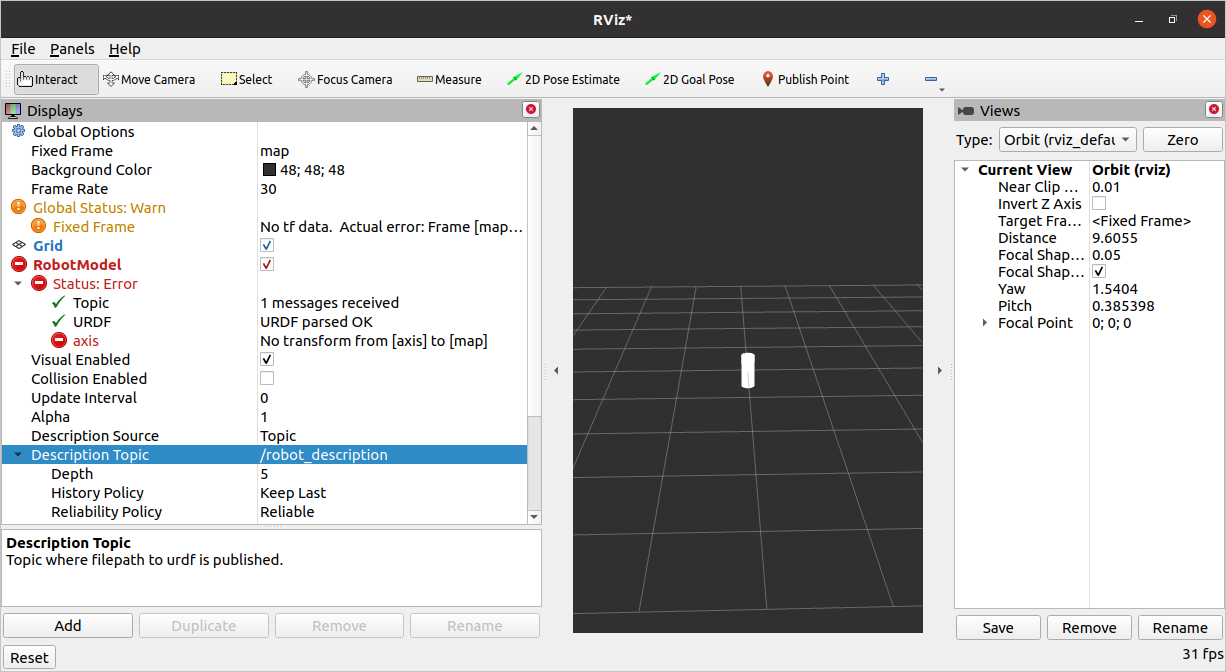 RViz*
File Panels Help
Interact Move Camera Select Focus Camera Measure 2D Pose Estimate 2D Goal Pose Publish Point
Displays
Global Options
Fixed Frame map
Background Color 48; 48; 48
Frame Rate 30
Global Status: Warn
Fixed Frame No tf data.  Actual error: Frame [map...
Grid
RobotModel
Status: Error
Topic 1 messages received
URDF URDF parsed OK
axis No transform from [axis] to [map]
Visual Enabled
Collision Enabled
Update Interval 0
Alpha 1
Description Source Topic
Description Topic /robot_description
Depth 5
History Policy Keep Last
Reliability Policy Reliable
Description Topic
Topic where filepath to urdf is published.
Add Duplicate Remove Rename
Reset
Views
Type: Orbit (rviz_defau Zero
Current View Orbit (rviz)
Near Clip ... 0.01
Invert Z Axis
Target Fra... <Fixed Frame>
Distance 9.6055
Focal Shap... 0.05
Focal Shap...
Yaw 1.5404
Pitch 0.385398
Focal Point 0; 0; 0
Save Remove Rename
31 fps